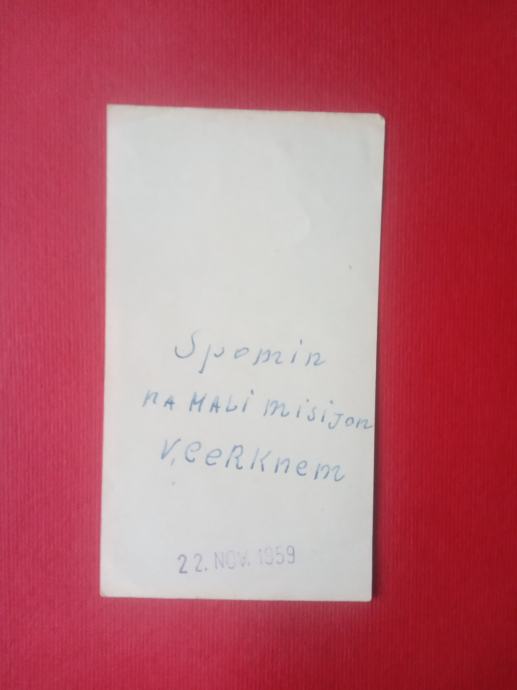 Spomin
na MALi misijon
V, CeRKnem
22. NOV. 1959